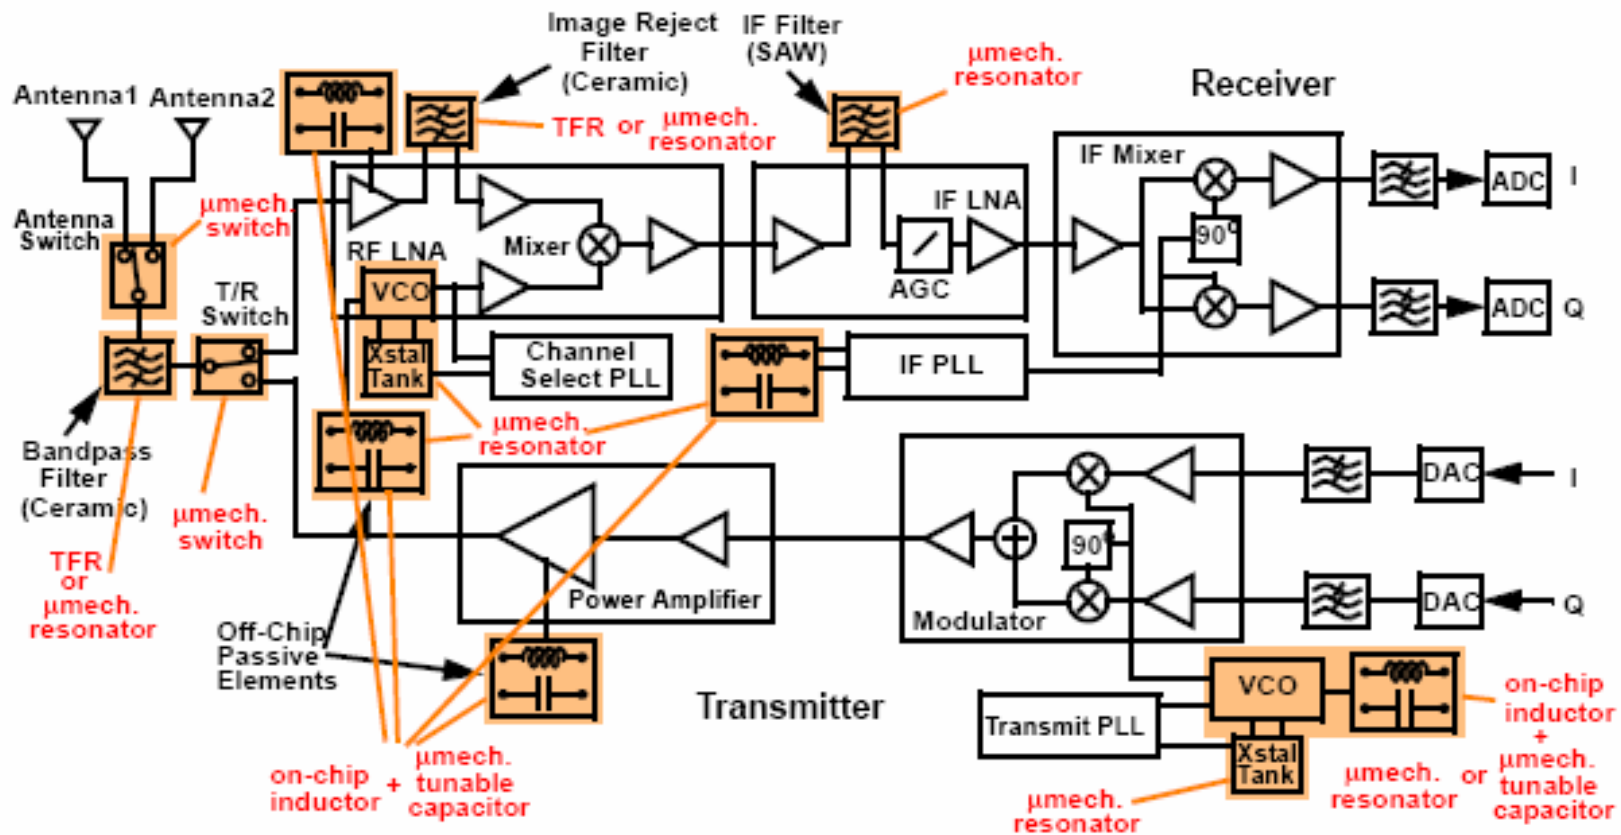 Image Reject
Filter
(Ceramic)
IF Filter
(SAW)
µmech.
resonator
Receiver
Antenna1
Antenna2
TFR or µmech.
resonator
IF Mixer
ADC
I
Antenna
Switch
µmech.
switch
IF LNA
90°
RF LNA
Mixer
AGC
VCO
T/R
Switch
ADC
Q
Xstal
Tank
Channel
Select PLL
IF PLL
µmech.
resonator
Bandpass
Filter
(Ceramic)
µmech.
switch
DAC
I
90°
TFR
or
µmech.
resonator
Power Amplifier
Modulator
DAC
Q
Off-Chip
Passive
Elements
Transmitter
VCO
Transmit PLL
Xstal
Tank
on-chip
inductor
+
µmech.
tunable
capacitor
µmech.
resonator
or
on-chip
inductor
+
µmech.
tunable
capacitor
µmech.
resonator